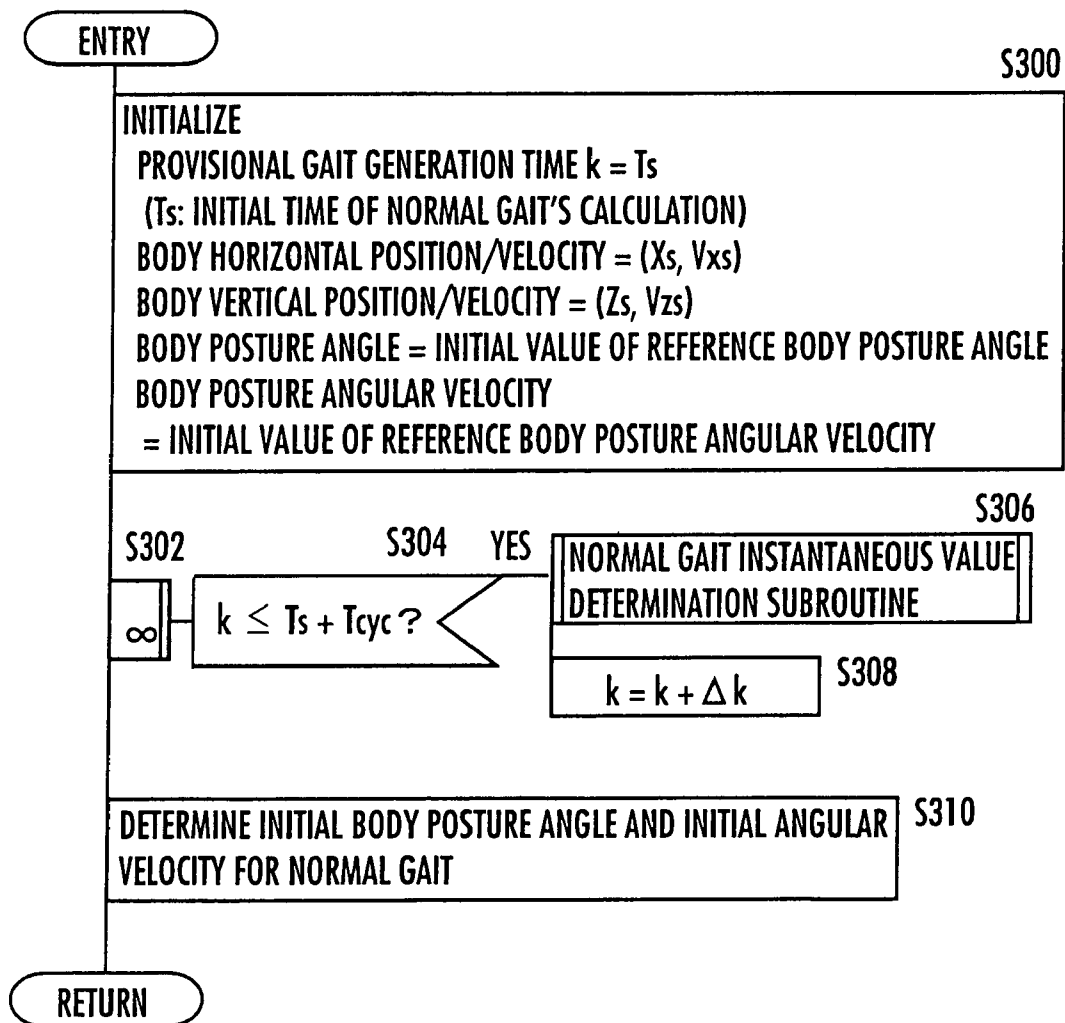 ENTRY
S300
INITIALIZE
PROVISIONAL GAIT GENERATION TIME k = Ts
(Ts: INITIAL TIME OF NORMAL GAIT'S CALCULATION)
BODY HORIZONTAL POSITION/VELOCITY = (Xs, Vxs)
BODY VERTICAL POSITION/VELOCITY = (Zs, Vzs)
BODY POSTURE ANGLE = INITIAL VALUE OF REFERENCE BODY POSTURE ANGLE
BODY POSTURE ANGULAR VELOCITY
= INITIAL VALUE OF REFERENCE BODY POSTURE ANGULAR VELOCITY
S302
∞
S304
k ≤ Ts + Tcyc ?
YES
S306
NORMAL GAIT INSTANTANEOUS VALUE
DETERMINATION SUBROUTINE
k = k + Δ k
S308
DETERMINE INITIAL BODY POSTURE ANGLE AND INITIAL ANGULAR
VELOCITY FOR NORMAL GAIT
S310
RETURN